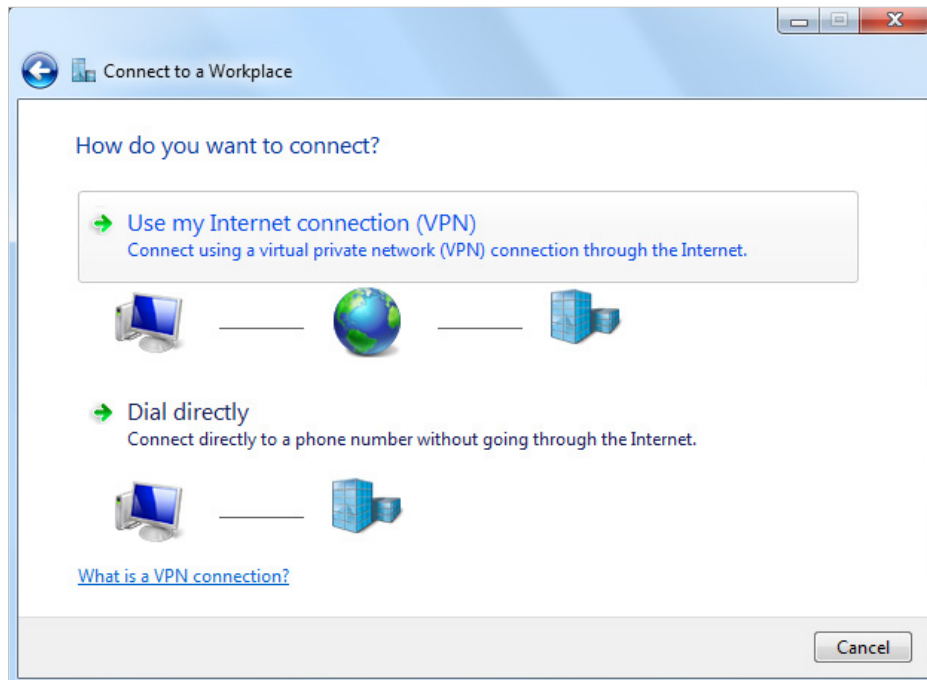 Connect to a Workplace
How do you want to connect?
Use my Internet connection (VPN)
Connect using a virtual private network (VPN) connection through the Internet.
Dial directly
Connect directly to a phone number without going through the Internet.
What is a VPN connection?
Cancel